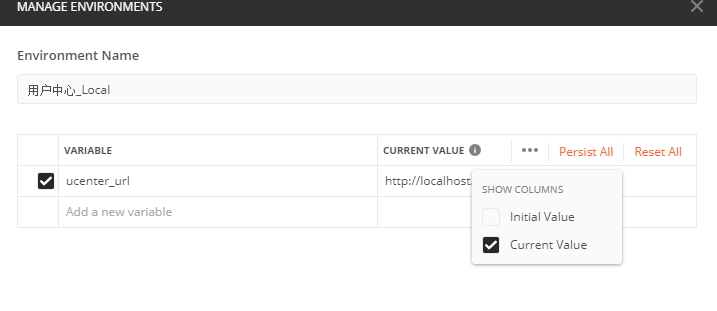 MANAGE ENVIRONMENTS
Environment Name
用户中心_Local
VARIABLE CURRENT VALUE Persist All Reset All
ucenter_url http://localhost
Add a new variable
SHOW COLUMNS
Initial Value
Current Value